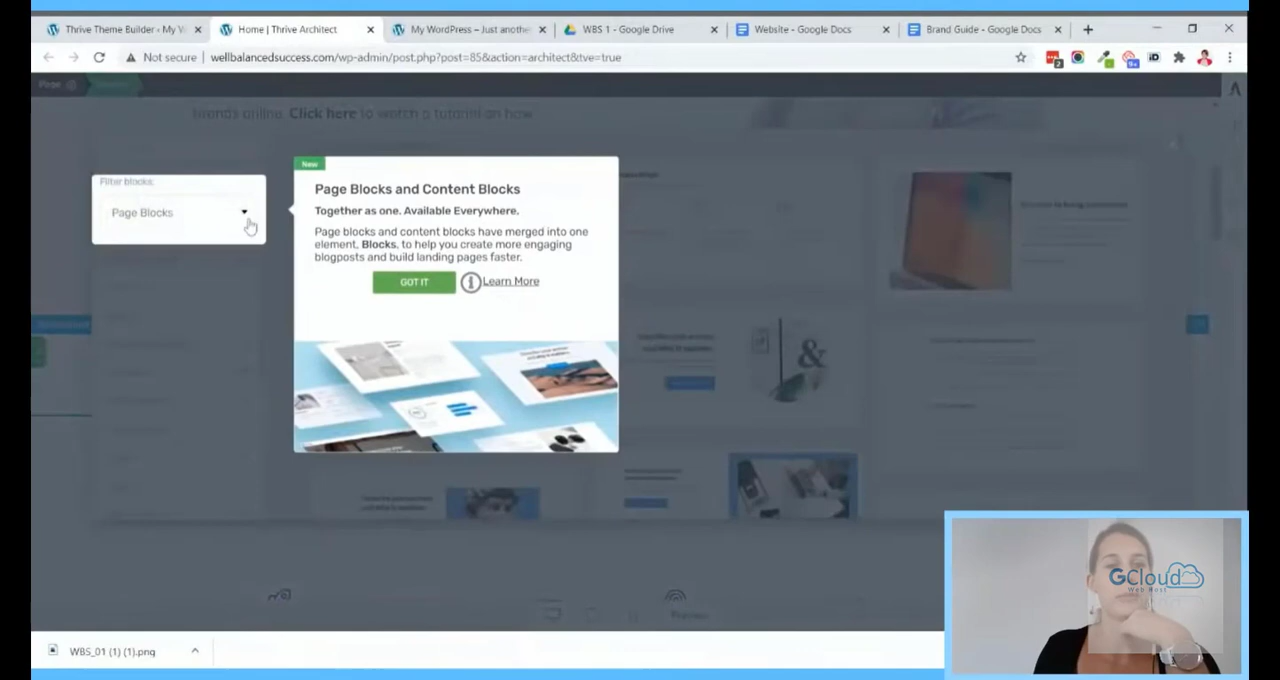 Thrive Theme Builder - My W
Home | Thrive Architect
My WordPress – Just anothe
WBS 1 - Google Drive
Website - Google Docs
Brand Guide - Google Docs
Not secure
wellbalancedsuccess.com/wp-admin/post.php?post=85&action=architect&tve=true
Page
brands online. Click here to watch a tutorial on how
Filter blocks:
Page Blocks
New
Page Blocks and Content Blocks
Together as one. Available Everywhere.
Page blocks and content blocks have merged into one
element, Blocks, to help you create more engaging
blogposts and build landing pages faster.
GOT IT
Learn More
&
Preview
WBS_01 (1) (1).png
GCloud
Web Host